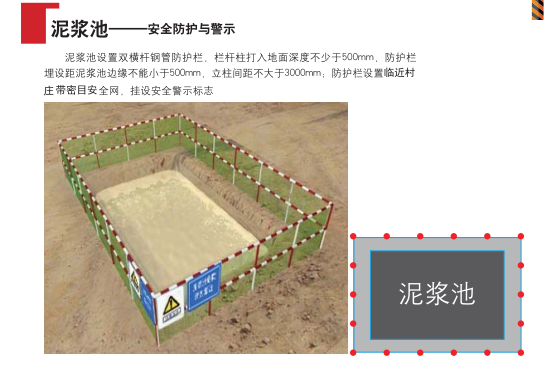 泥浆池——安全防护与警示
泥浆池设置双横杆钢管防护栏，栏杆柱打入地面深度不少于500mm，防护栏
埋设距泥浆池边缘不能小于500mm，立柱间距不大于3000mm；防护栏设置临近村
庄带密目安全网，挂设安全警示标志
泥浆池